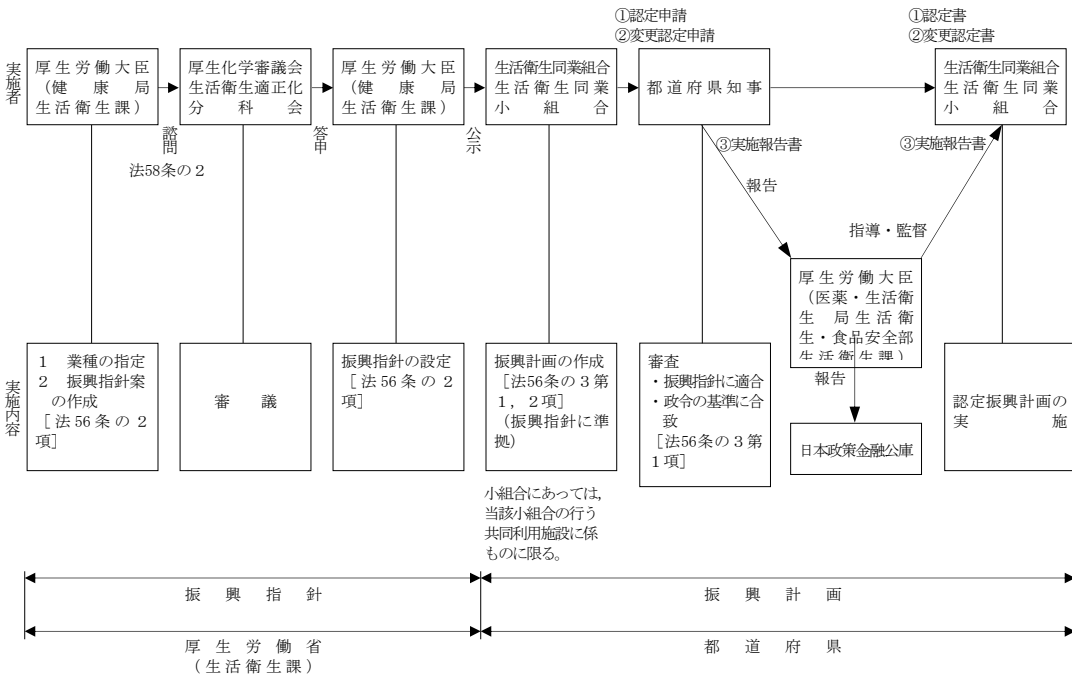 ①認定申請
②変更認定申請
①認定書
②変更認定書
実施者
厚生労働大臣
(健康局
生活衛生課)
諮問
法58条の2
厚生化学審議会
生活衛生適正化
分科会
答申
厚生労働大臣
(健康局
生活衛生課)
公示
生活衛生同業組合
生活衛生同業
小組合
都道府県知事
生活衛生同業組合
生活衛生同業
小組合
③実施報告書
③実施報告書
報告
指導・監督
厚生労働大臣
(医薬・生活衛
生局生活衛
生・食品安全部
生活衛生課)
報告
日本政策金融公庫
実施内容
1 業種の指定
2 振興指針案
の作成
[法56条の2
項]
審議
振興指針の設定
[法56条の2
項]
振興計画の作成
[法56条の3第
1,2項]
(振興指針に準
拠)
審査
・振興指針に適合
・政令の基準に合
致
[法56条の3第
1項]
認定振興計画の
実施
小組合にあっては,
当該小組合の行う
共同利用施設に係
ものに限る。
振興指針
振興計画
厚生労働省
(生活衛生課)
都道府県